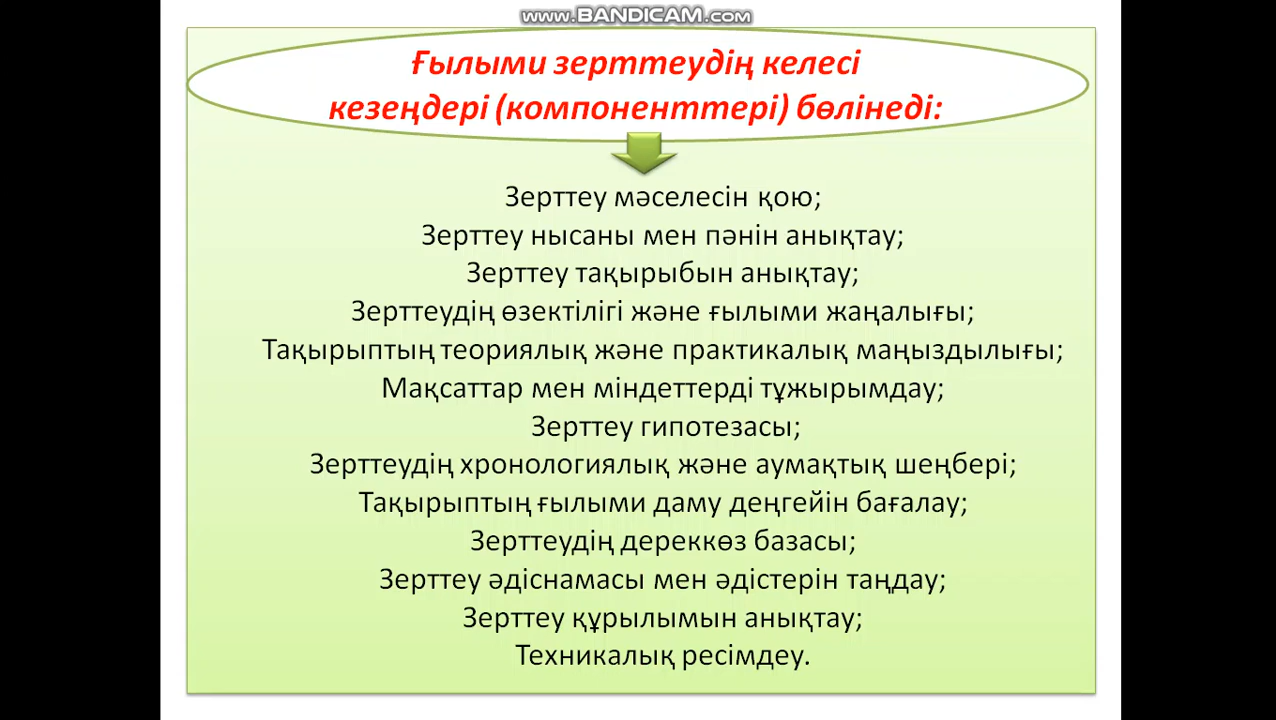 www.BANDICAM.com
Ғылыми зерттеудің келесі
кезеңдері (компоненттері) бөлінеді:
Зерттеу мәселесін қою;
Зерттеу нысаны мен пәнін анықтау;
Зерттеу тақырыбын анықтау;
Зерттеудің өзектілігі және ғылыми жаңалығы;
Тақырыптың теориялық және практикалық маңыздылығы;
Мақсаттар мен міндеттерді тұжырымдау;
Зерттеу гипотезасы;
Зерттеудің хронологиялық және аумақтық шеңбері;
Тақырыптың ғылыми даму деңгейін бағалау;
Зерттеудің дереккөз базасы;
Зерттеу әдіснамасы мен әдістерін таңдау;
Зерттеу құрылымын анықтау;
Техникалық ресімдеу.